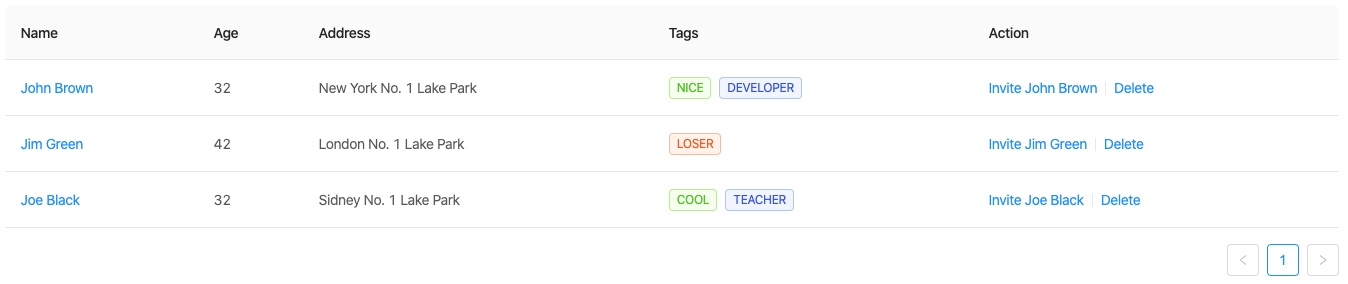 Name Age Address Tags Action
John Brown 32 New York No. 1 Lake Park NICE DEVELOPER Invite John Brown Delete
Jim Green 42 London No. 1 Lake Park LOSER Invite Jim Green Delete
Joe Black 32 Sidney No. 1 Lake Park COOL TEACHER Invite Joe Black Delete
< 1 >